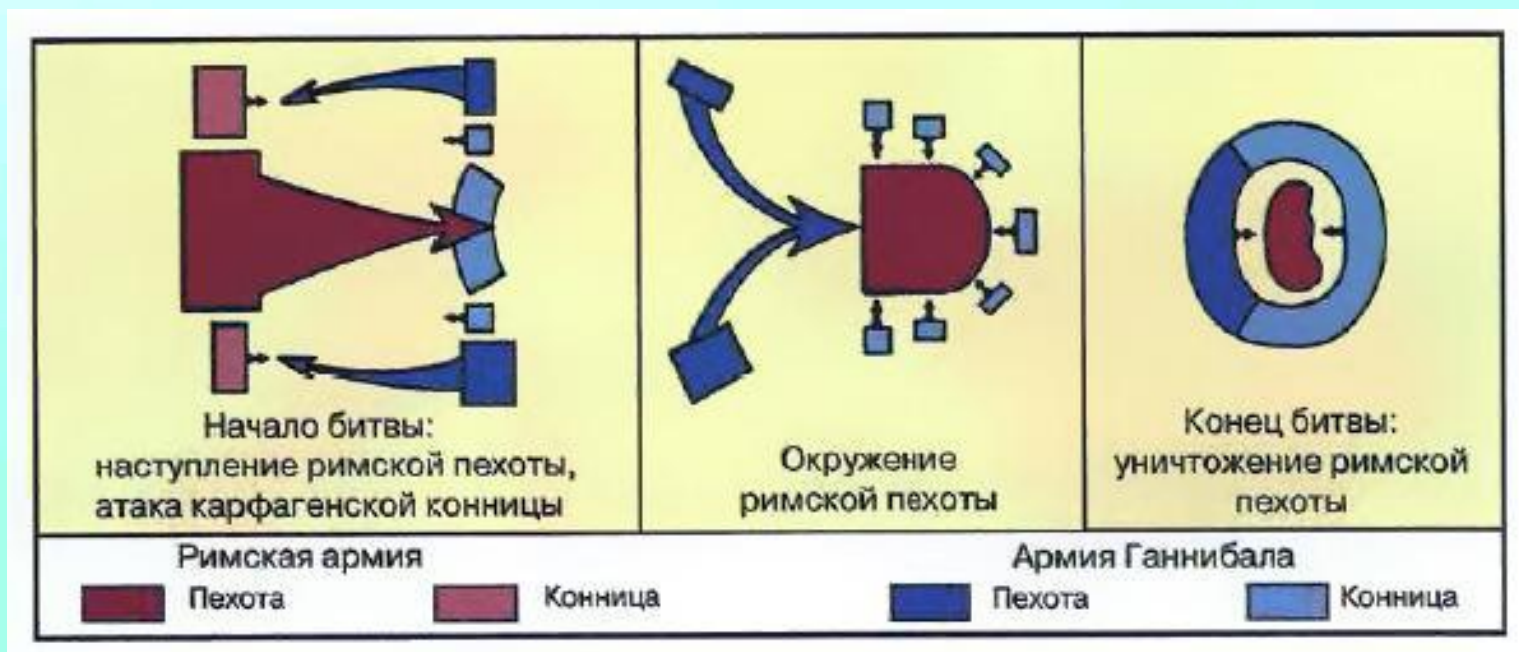 Начало битвы:
наступление римской пехоты,
атака карфагенской конницы
Окружение
римской пехоты
Конец битвы:
уничтожение римской
пехоты
Римская армия
Пехота
Конница
Армия Ганнибала
Пехота
Конница